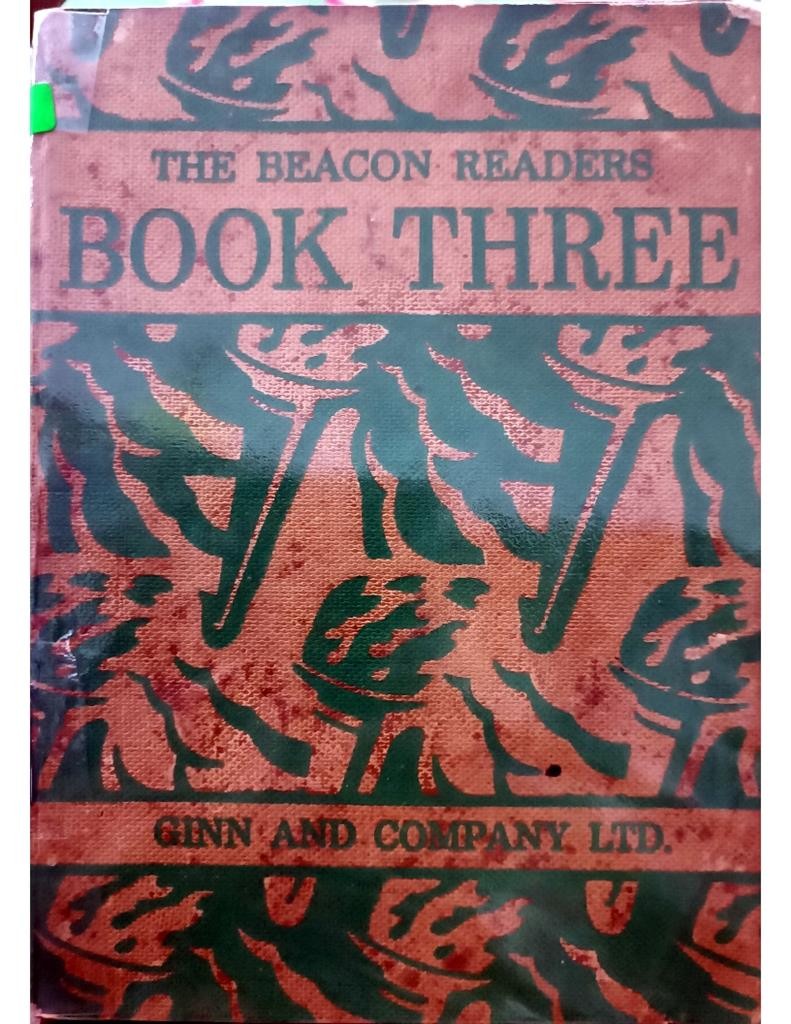 THE BEACON READERS
BOOK THREE
GINN AND COMPANY LTD.